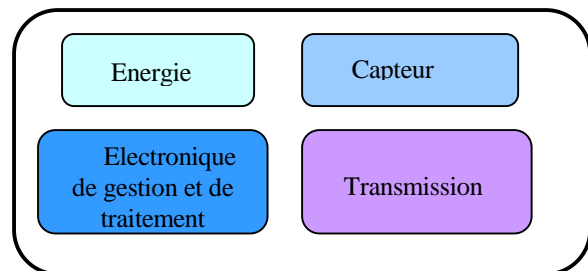 Energie
Capteur
Electronique
de gestion et de
traitement
Transmission